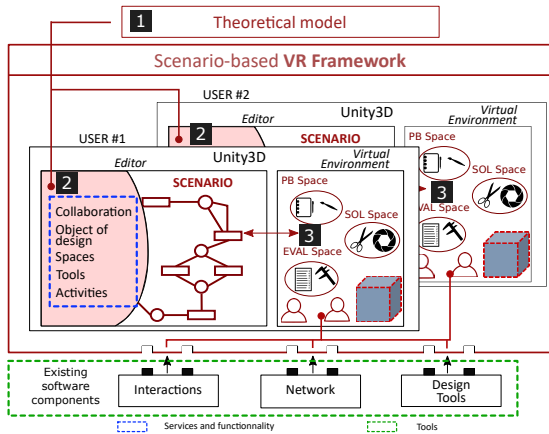 1 Theoretical model
Scenario-based VR Framework
USER #2
Unity3D
Virtual
Environment
2
SCENARIO
PB Space
SOL Space
3
VAL Space
USER #1
Editor
Unity3D
Virtual
Environment
2
SCENARIO
PB Space
Collaboration
Object of
design
Spaces
Tools
Activities
SOL Space
3
EVAL Space
Existing
software
components
Interactions
Network
Design
Tools
Services and functionnality
Tools